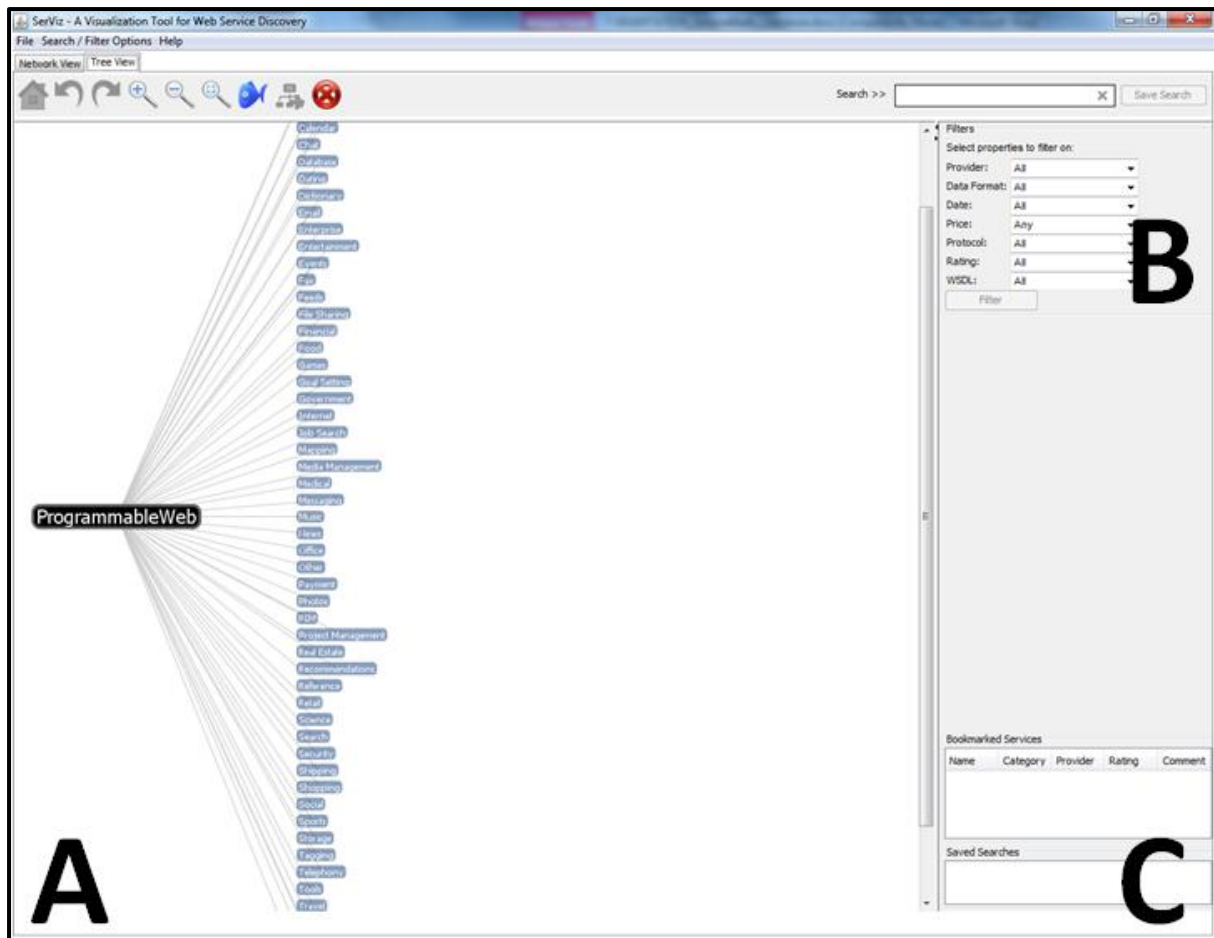 SerViz - A Visualization Tool for Web Service Discovery
File Search / Filter Options Help
Network View Tree View
Search >> Save Search
Calendar
Chat
Database
Dating
Dictionary
Email
Enterprise
Entertainment
Events
Fax
Feeds
File Sharing
Financial
Food
Games
Goal Setting
Government
Internal
Job Search
Mapping
Media Management
Medical
Messaging
ProgrammableWeb
Music
News
Office
Other
Payment
Photos
PDF
Project Management
Real Estate
Recommendations
Reference
Retail
Science
Search
Security
Shipping
Shopping
Social
Sports
Storage
Tagging
Telephony
Tools
Travel
A
Filters
Select properties to filter on:
Provider: All
Data Format: All
Date: All
Price: Any
Protocol: All
Rating: All
WSDL: All
Filter
B
Bookmarked Services
Name Category Provider Rating Comment
Saved Searches
C